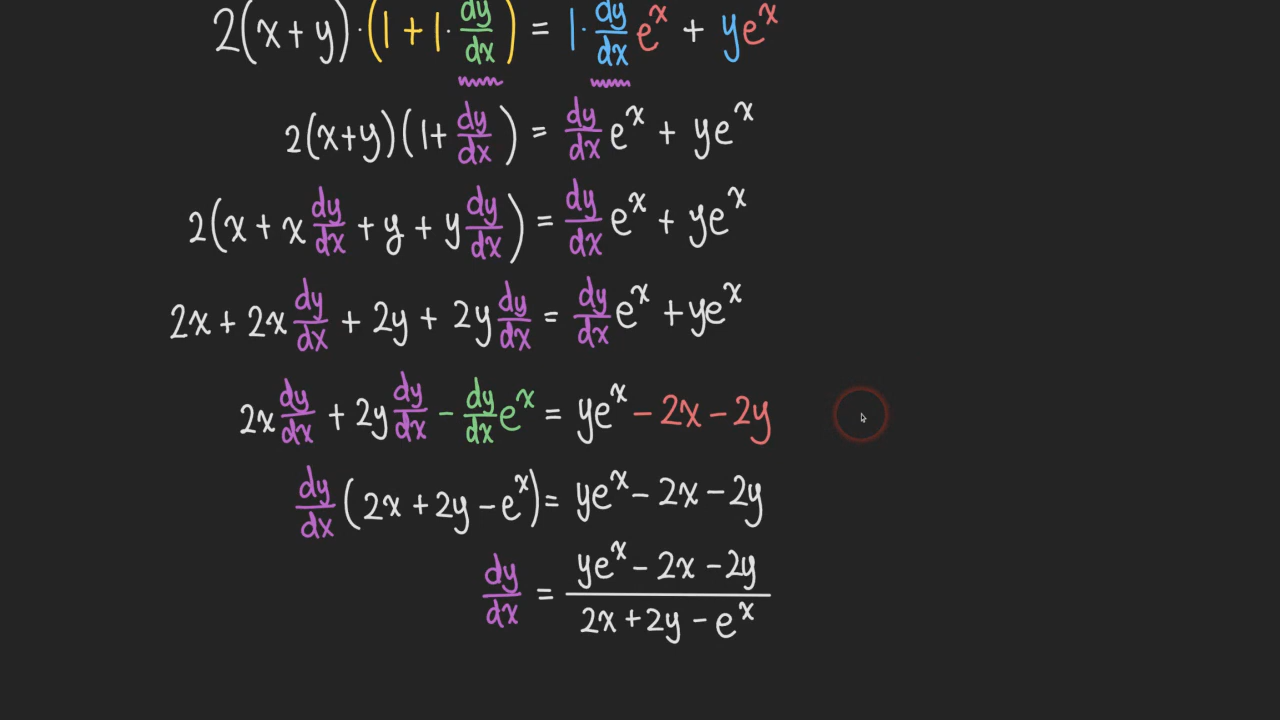 2(x+y)·(1+1·dy/dx) = 1·dy/dx e^x + ye^x
2(x+y)(1+dy/dx) = dy/dx e^x + ye^x
2(x + x dy/dx + y + y dy/dx) = dy/dx e^x + ye^x
2x + 2x dy/dx + 2y + 2y dy/dx = dy/dx e^x + ye^x
2x dy/dx + 2y dy/dx - dy/dx e^x = ye^x - 2x - 2y
dy/dx (2x + 2y - e^x) = ye^x - 2x - 2y
dy/dx = (ye^x - 2x - 2y)/(2x + 2y - e^x)